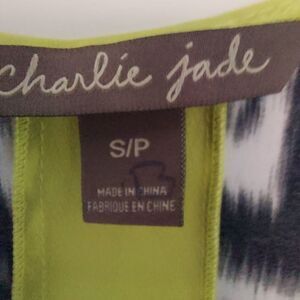 charlie jade
S/P
MADE IN CHINA
FABRIQUE EN CHINE